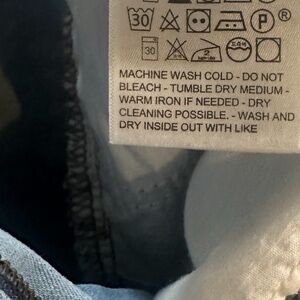 30 P ®
30
MACHINE WASH COLD - DO NOT
BLEACH - TUMBLE DRY MEDIUM -
WARM IRON IF NEEDED - DRY
CLEANING POSSIBLE. - WASH AND
DRY INSIDE OUT WITH LIKE